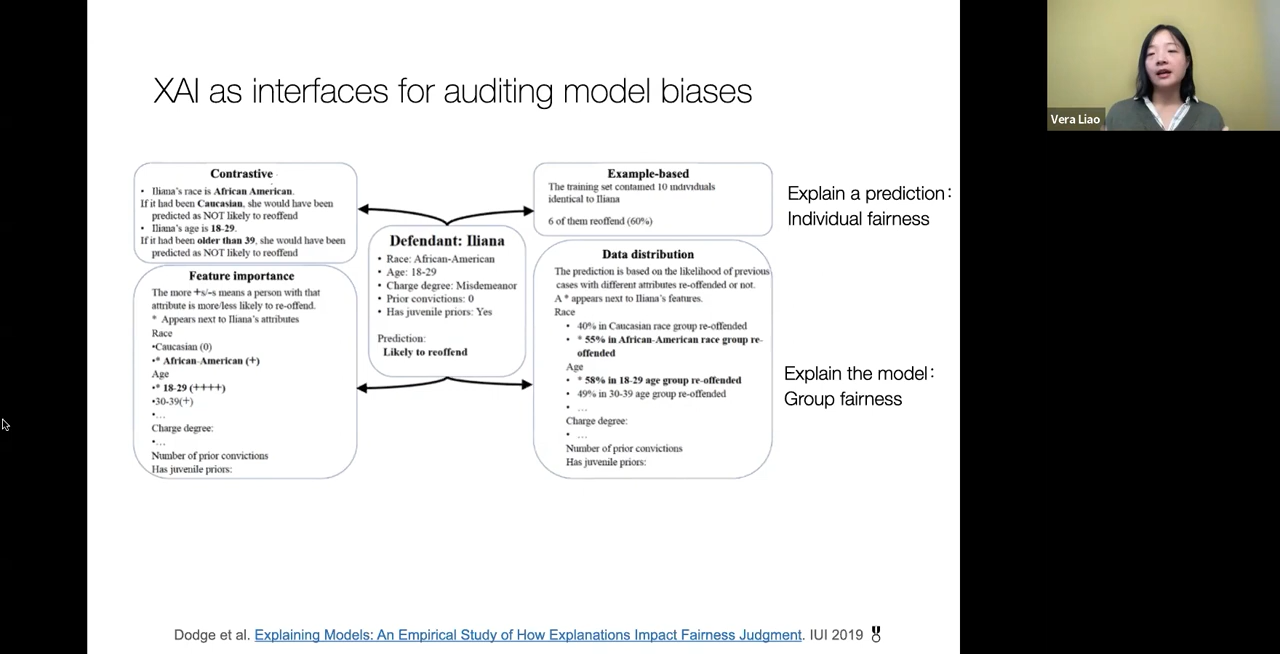 XAI as interfaces for auditing model biases
Contrastive
• Iliana's race is African American.
If it had been Caucasian, she would have been
predicted as NOT likely to reoffend
• Iliana's age is 18-29.
If it had been older than 39, she would have been
predicted as NOT likely to reoffend
Feature importance
The more +s/-s means a person with that
attribute is more/less likely to re-offend.
* Appears next to Iliana's attributes
Race
•Caucasian (0)
•* African-American (+)
Age
•* 18-29 (++++)
•30-39(+)
•...
Charge degree:
•...
Number of prior convictions
Has juvenile priors:
Defendant: Iliana
• Race: African-American
• Age: 18-29
• Charge degree: Misdemeanor
• Prior convictions: 0
• Has juvenile priors: Yes
Prediction:
Likely to reoffend
Example-based
The training set contained 10 individuals
identical to Iliana
6 of them reoffend (60%)
Data distribution
The prediction is based on the likelihood of previous
cases with different attributes re-offended or not.
A * appears next to Iliana's features.
Race
• 40% in Caucasian race group re-offended
• * 55% in African-American race group re-
offended
Age
• * 58% in 18-29 age group re-offended
• 49% in 30-39 age group re-offended
• ...
Charge degree:
• ...
Number of prior convictions
Has juvenile priors:
Explain a prediction:
Individual fairness
Explain the model:
Group fairness
Dodge et al. Explaining Models: An Empirical Study of How Explanations Impact Fairness Judgment. IUI 2019 🎖
Vera Liao